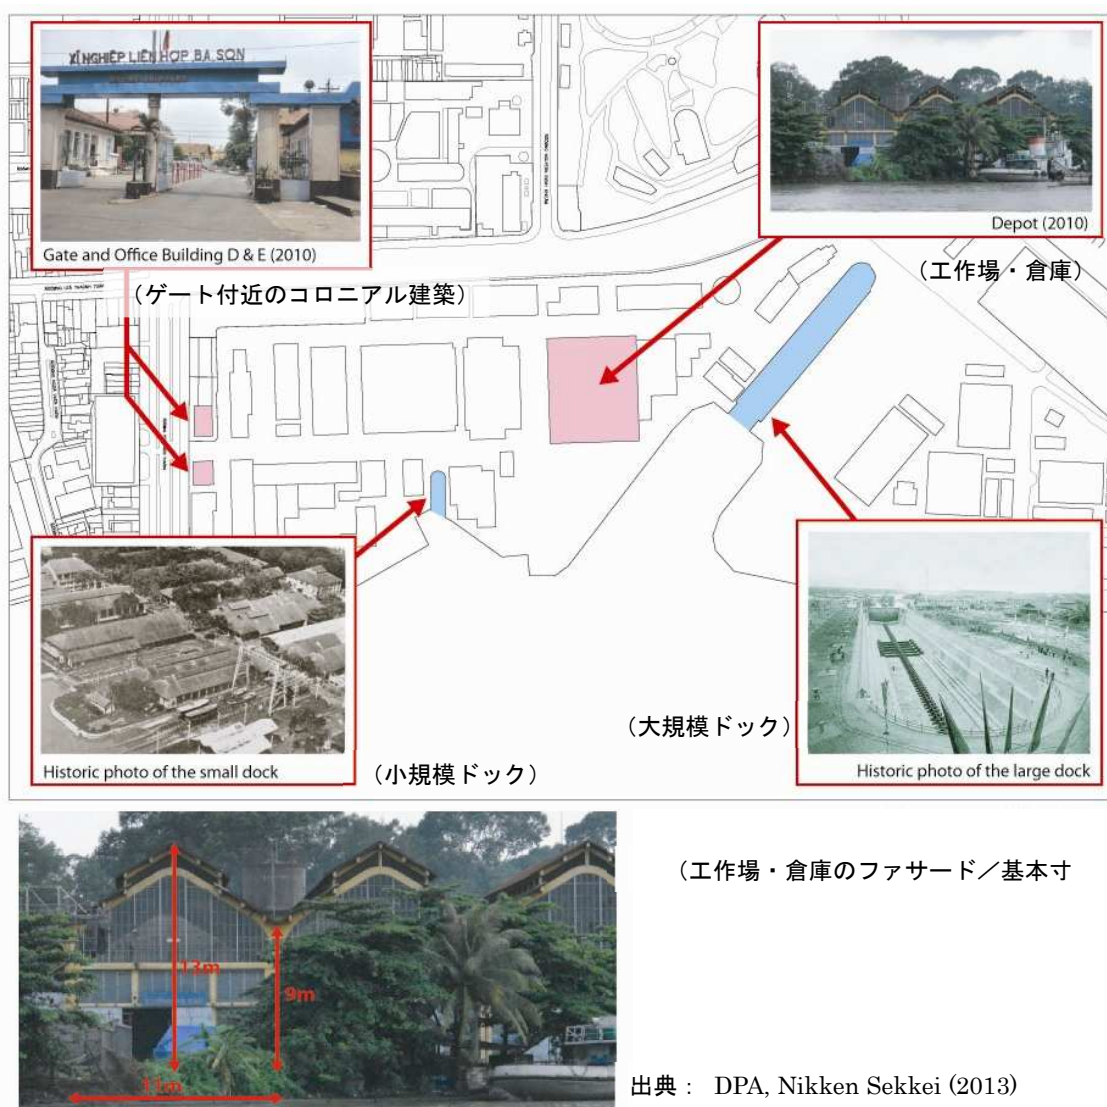 XÍ NGHIỆP LIÊN HỢP BA SON
Gate and Office Building D & E (2010)
Depot (2010)
（工作場・倉庫）
（ゲート付近のコロニアル建築）
（大規模ドック）
Historic photo of the small dock
（小規模ドック）
Historic photo of the large dock
（工作場・倉庫のファサード／基本寸
13m
9m
11m
出典： DPA, Nikken Sekkei (2013)